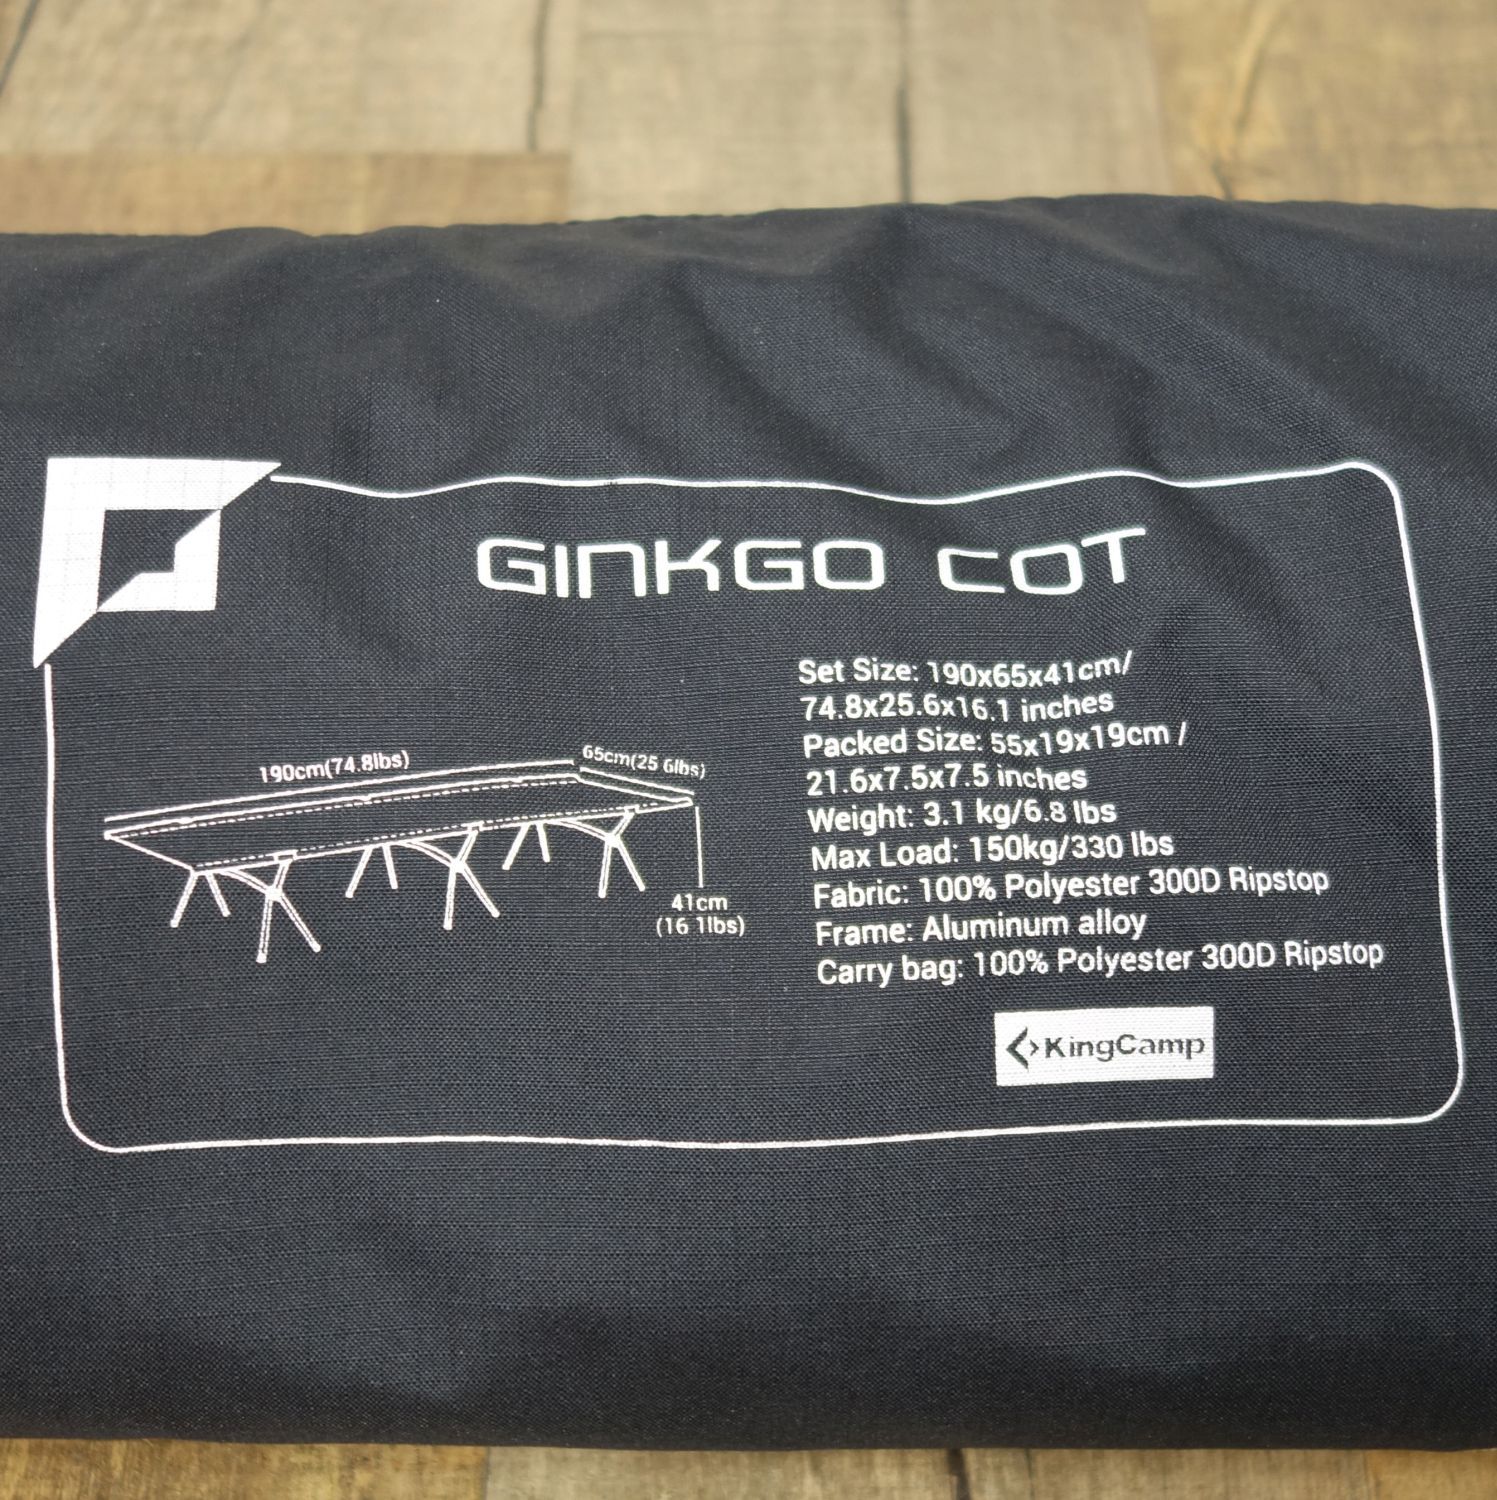 GINKGO COT
190cm(74.8lbs)
65cm(25 6lbs)
41cm
(16 1lbs)
Set Size: 190x65x41cm/
74.8x25.6x16.1 inches
Packed Size: 55x19x19cm /
21.6x7.5x7.5 inches
Weight: 3.1 kg/6.8 lbs
Max Load: 150kg/330 lbs
Fabric: 100% Polyester 300D Ripstop
Frame: Aluminum alloy
Carry bag: 100% Polyester 300D Ripstop
KingCamp